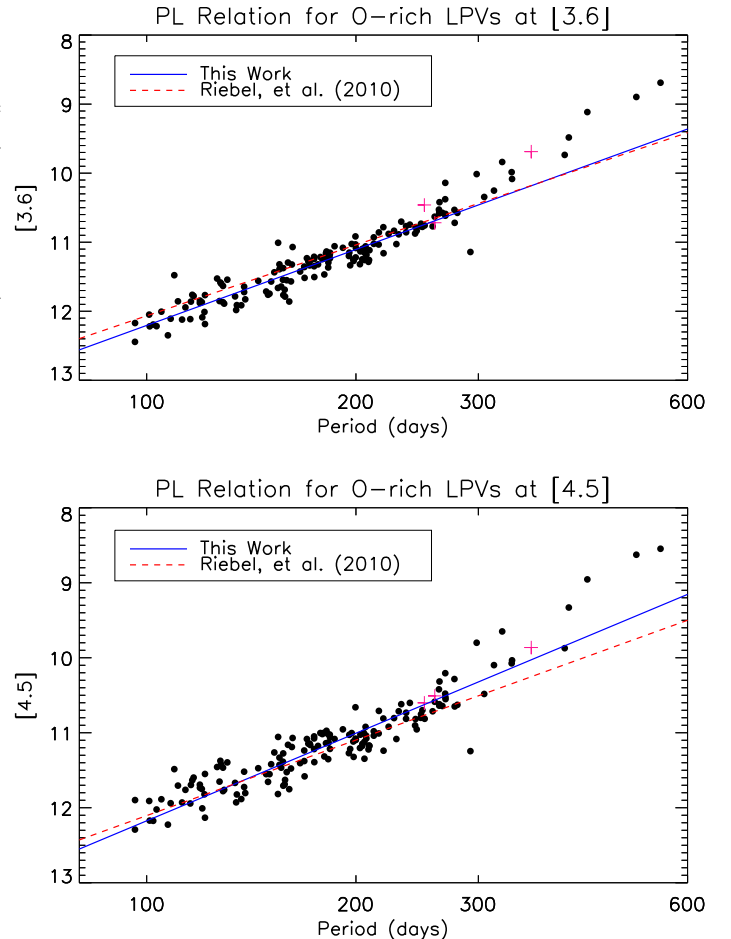 PL Relation for O-rich LPVs at [3.6]
8
This Work
Riebel, et al. (2010)
9
10
[3.6]
11
12
13
100 200 300 600
Period (days)
PL Relation for O-rich LPVs at [4.5]
8
This Work
Riebel, et al. (2010)
9
10
[4.5]
11
12
13
100 200 300 600
Period (days)